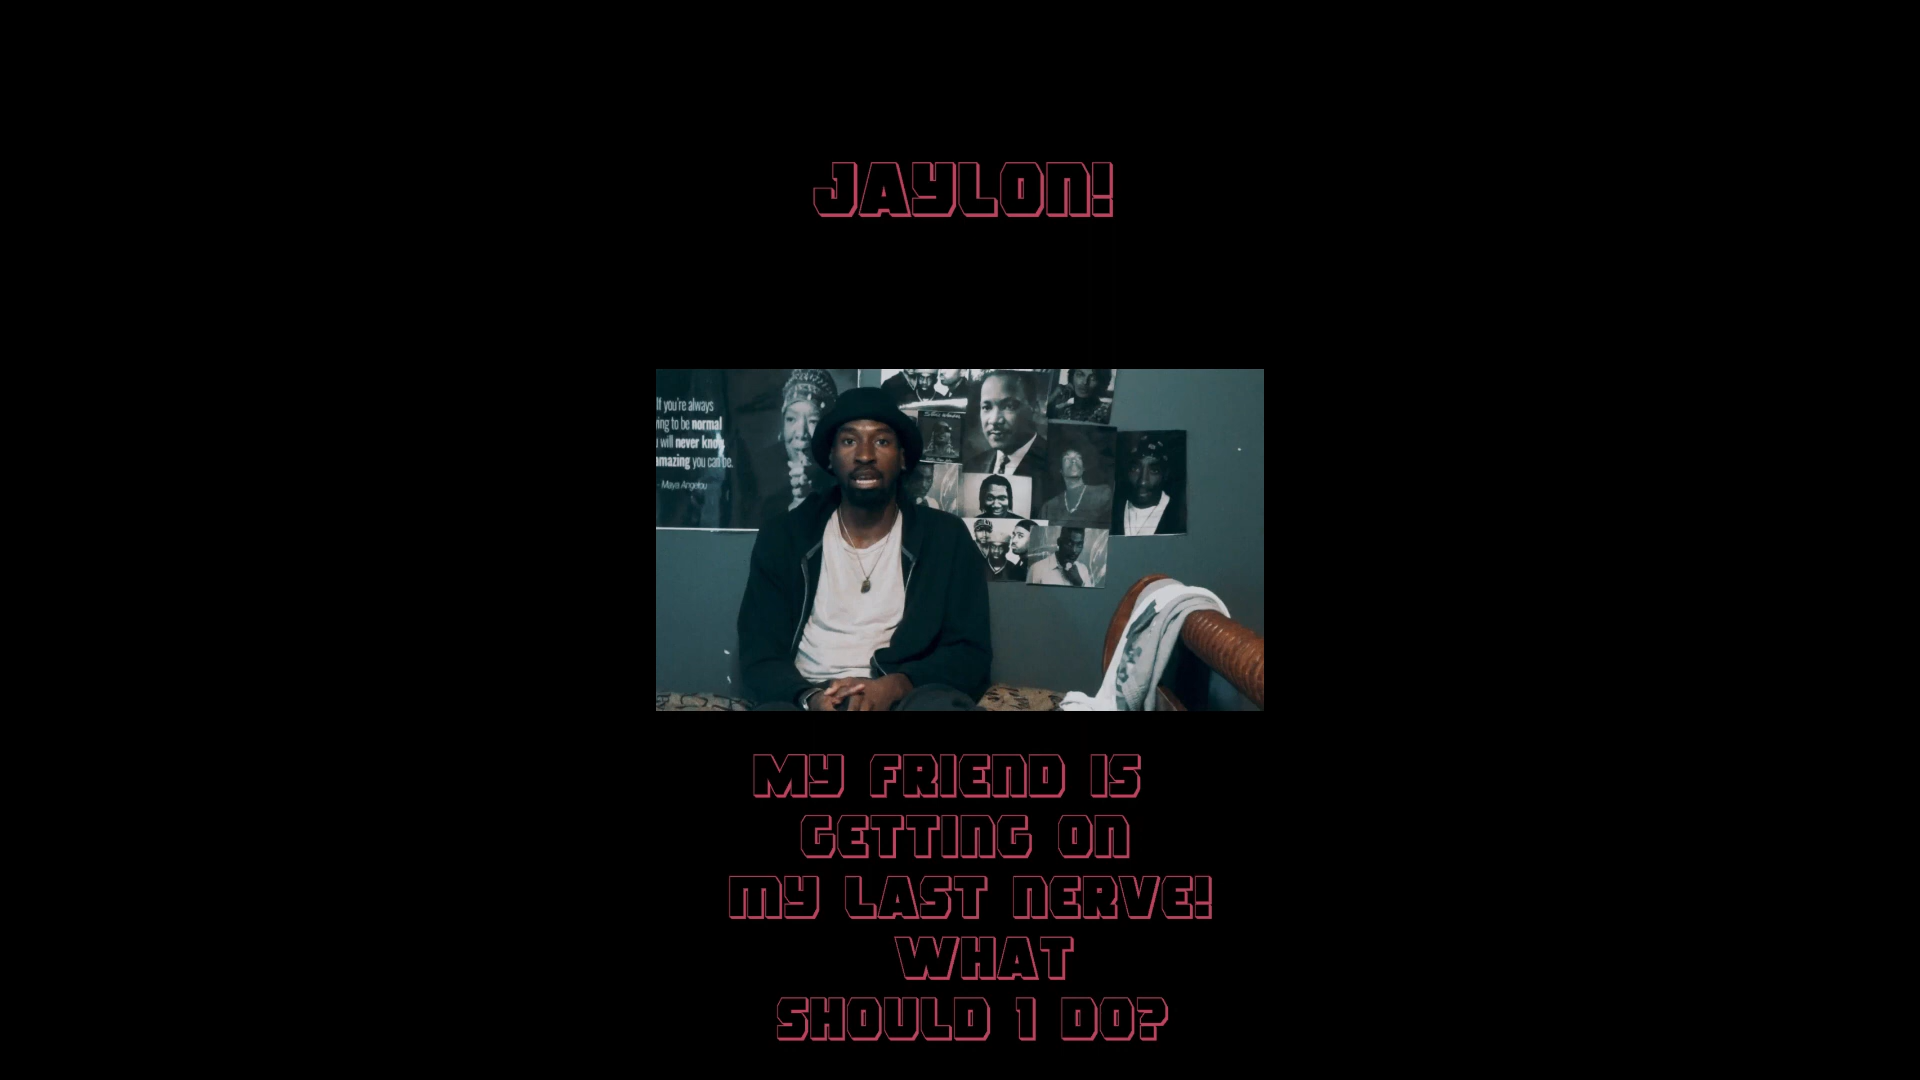 JAYLON!
If you're always
ing to be normal
will never know
amazing you can be.
- Maya Angelou
MY FRIEND IS
GETTING ON
MY LAST NERVE!
WHAT
SHOULD I DO?